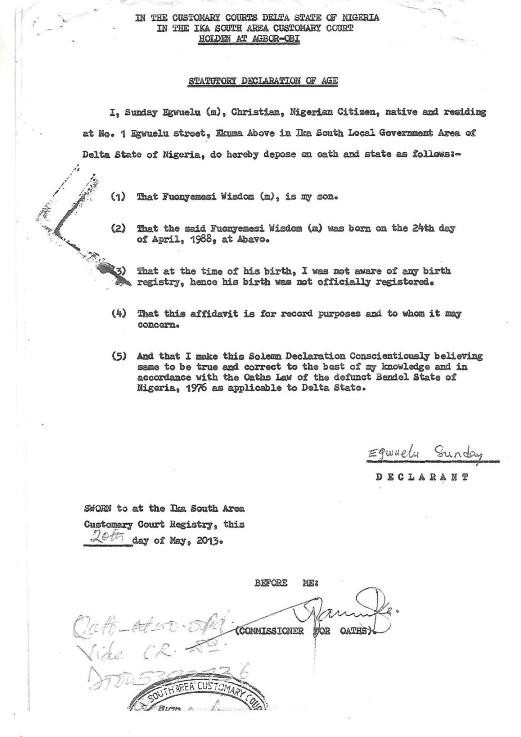 IN THE CUSTOMARY COURTS DELTA STATE OF NIGERIA
IN THE IKA SOUTH AREA CUSTOMARY COURT
HOLDEN AT AGBOR-OBI
STATUTORY DECLARATION OF AGE
I, Sunday Egwuelu (m), Christian, Nigerian Citizen, native and residing
at No. 1 Egwuelu street, Ekuma Above in Ika South Local Government Area of
Delta State of Nigeria, do hereby depose on oath and state as follows:-
(1) That Fuonyemesi Wisdom (m), is my son.
(2) That the said Fuonyemesi Wisdom (m) was born on the 24th day
of April, 1988, at Abavo.
(3) That at the time of his birth, I was not aware of any birth
registry, hence his birth was not officially registered.
(4) That this affidavit is for record purposes and to whom it may
concern.
(5) And that I make this Solemn Declaration Conscientiously believing
same to be true and correct to the best of my knowledge and in
accordance with the Oaths Law of the defunct Bendel State of
Nigeria, 1976 as applicable to Delta State.
Egwuelu Sunday
DECLARANT
SWORN to at the Ika South Area
Customary Court Registry, this
20th day of May, 2013.
BEFORE ME:
(COMMISSIONER FOR OATHS).
Oath
Vide CR
SOUTH AREA CUSTOMARY COU